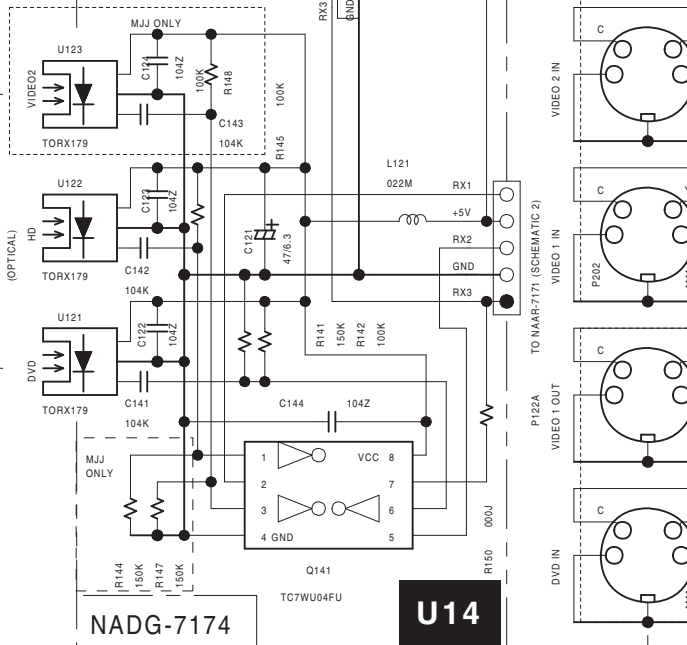 MJJ ONLY
U123
VIDEO2
TORX179
C124
104Z
100K
R148
C143
104K
100K
R145
RX3
GND
U122
HD
TORX179
C123
104Z
C142
104K
C121
47/6.3
(OPTICAL)
U121
DVD
TORX179
C122
104Z
C141
104K
R141
150K
R142
100K
L121
022M
RX1
+5V
RX2
GND
RX3
TO NAAR-7171 (SCHEMATIC 2)
P122A
C144
104Z
MJJ
ONLY
R144
150K
R147
150K
1
2
3
4 GND
VCC 8
7
6
5
Q141
TC7WU04FU
000J
R150
NADG-7174
U14
C
VIDEO 2 IN
C
VIDEO 1 IN
P202
C
VIDEO 1 OUT
C
DVD IN